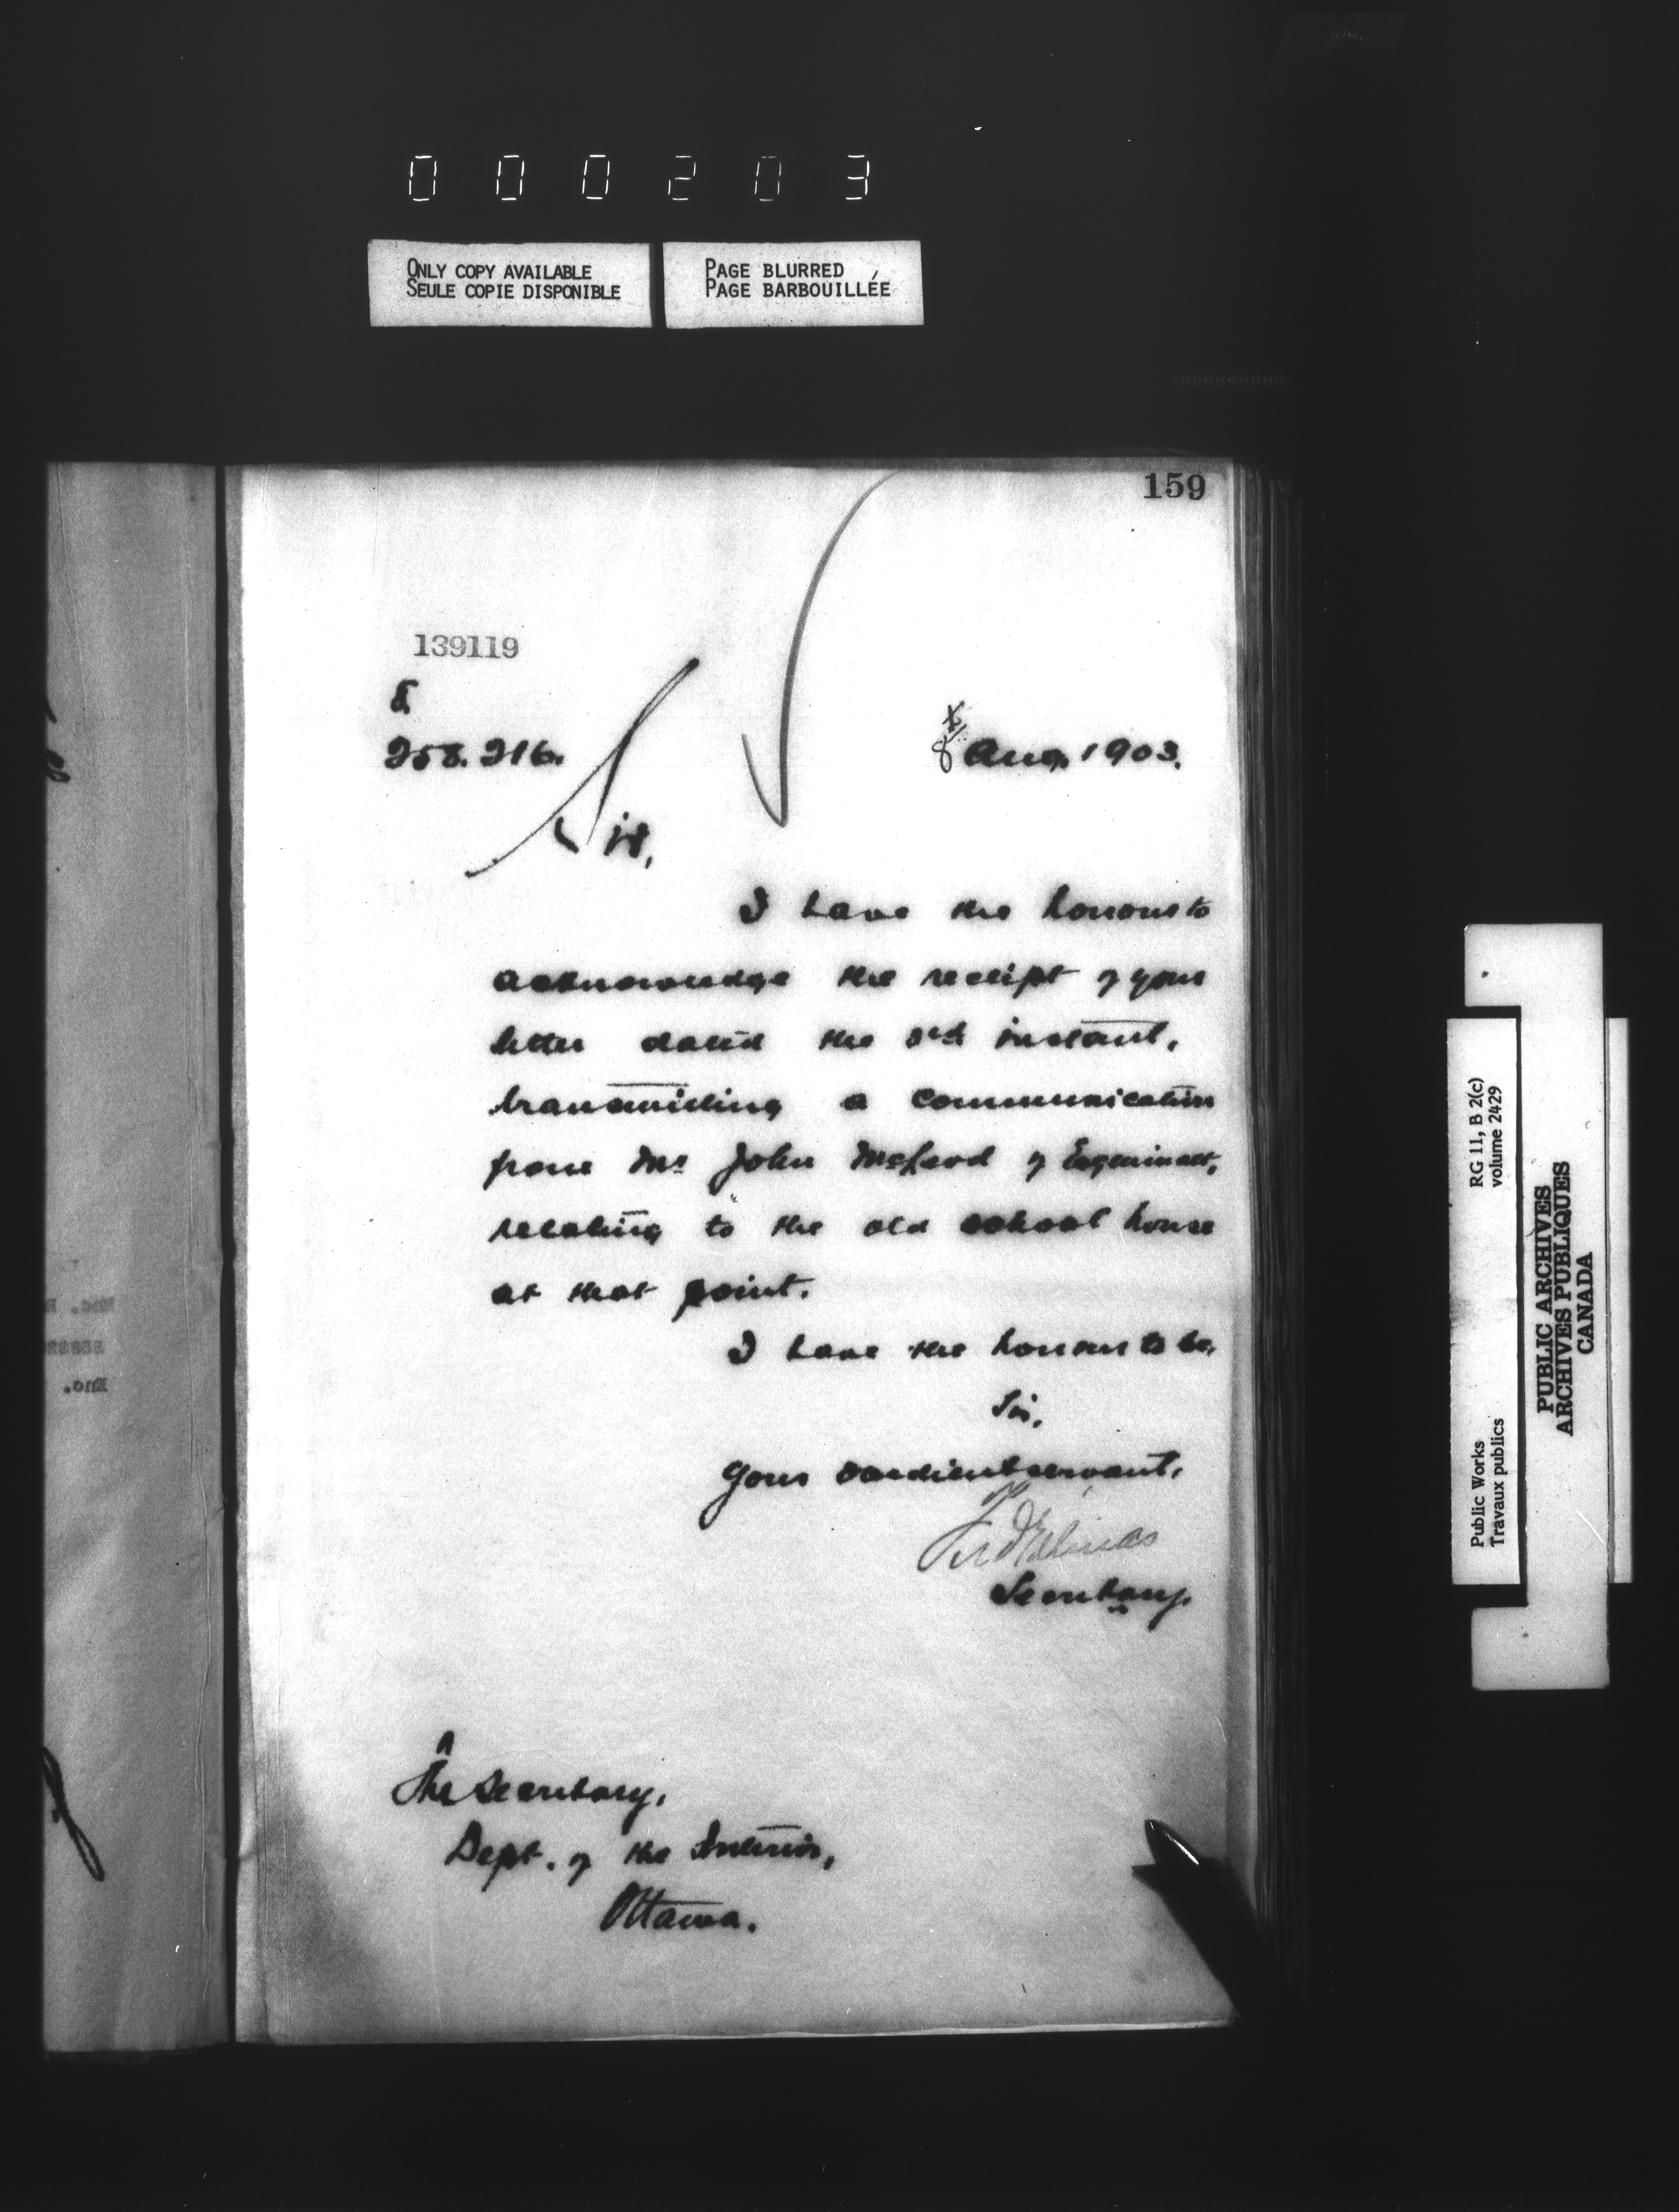 000203
ONLY COPY AVAILABLE
SEULE COPIE DISPONIBLE
PAGE BLURRED
PAGE BARBOUILLÉE
159
139119
258.216.
8th Aug. 1903.
Sir,
I have the honour to
acknowledge the receipt of your
letter dated the 3rd instant,
transmitting a communication
from Mr John McLeod of
relating to the old school house
at that point.
I have the honour to be,
Sir,
Your obedient servant,
Secretary.
The Secretary,
Dept. of the Interior,
Ottawa.
Public Works
Travaux publics
RG 11, B 2(c)
volume 2429
PUBLIC ARCHIVES
ARCHIVES PUBLIQUES
CANADA